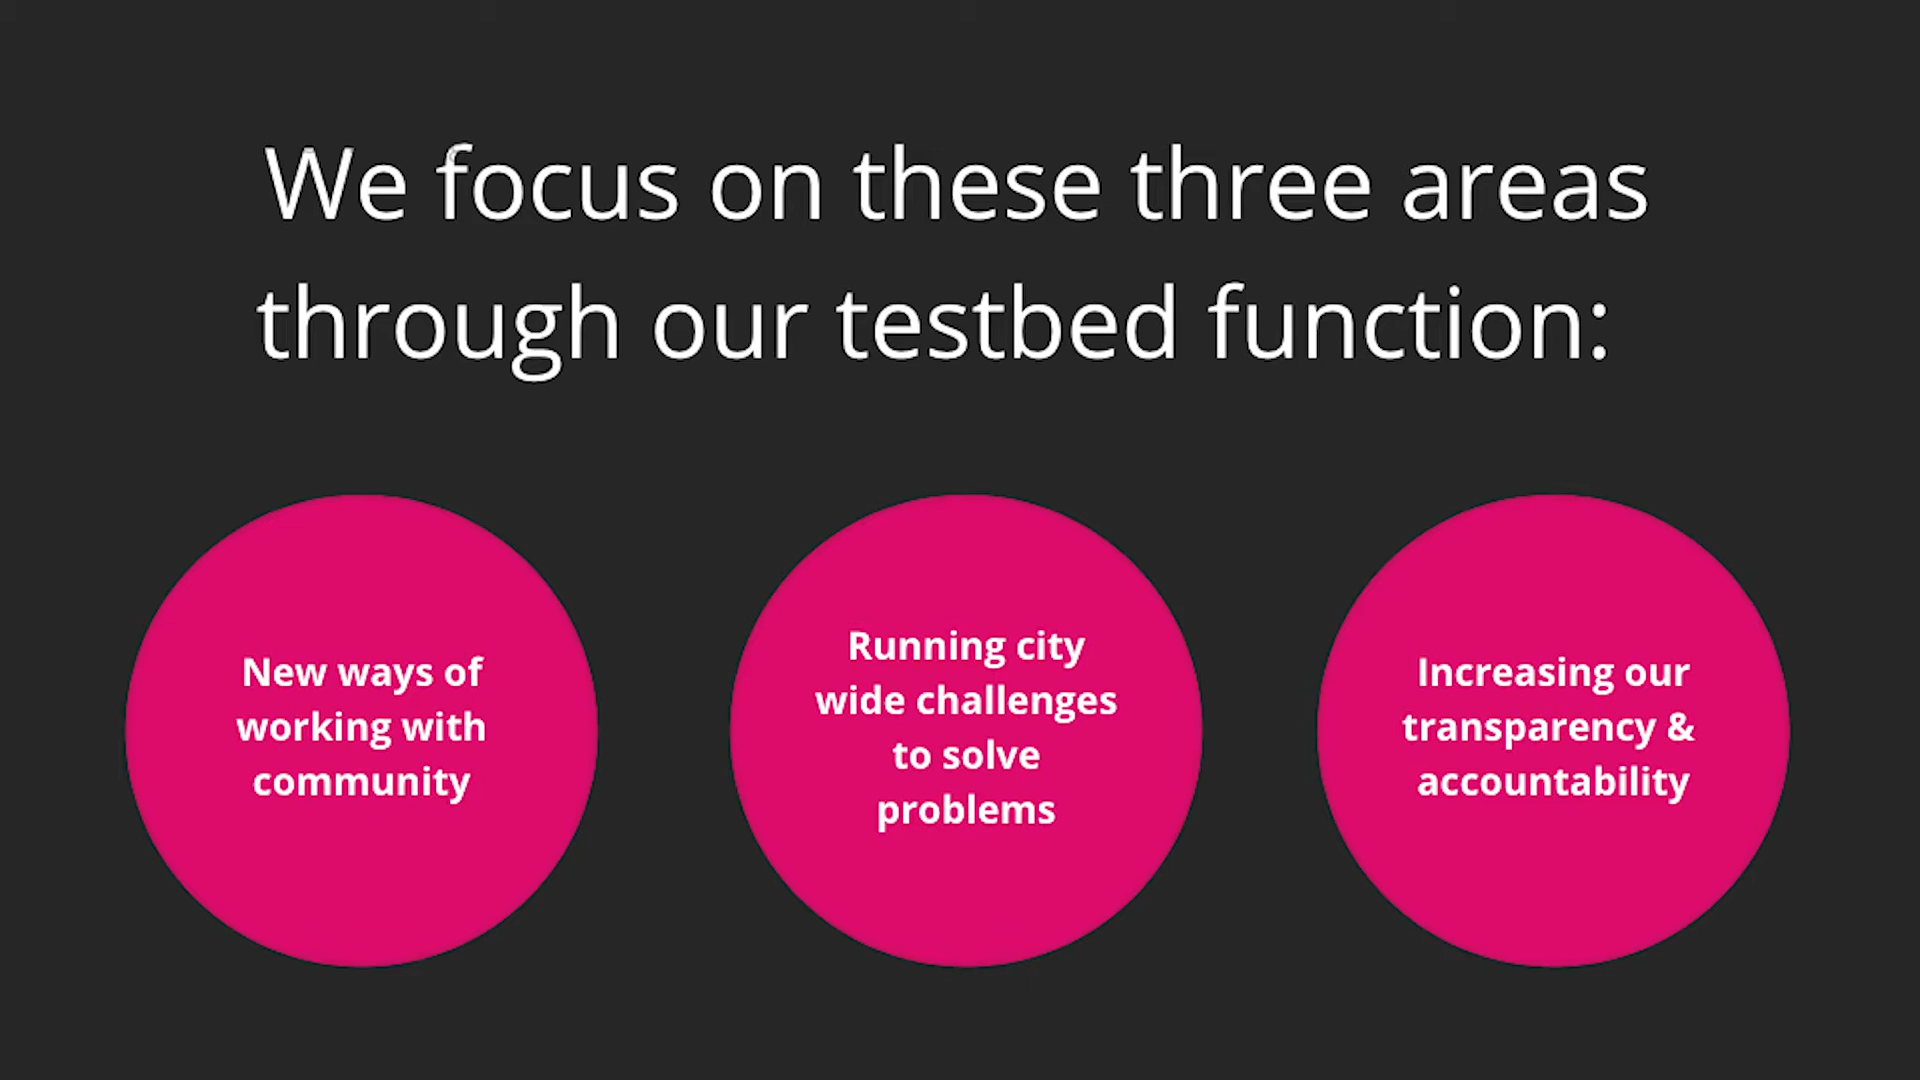 We focus on these three areas
through our testbed function:
New ways of
working with
community
Running city
wide challenges
to solve
problems
Increasing our
transparency &
accountability